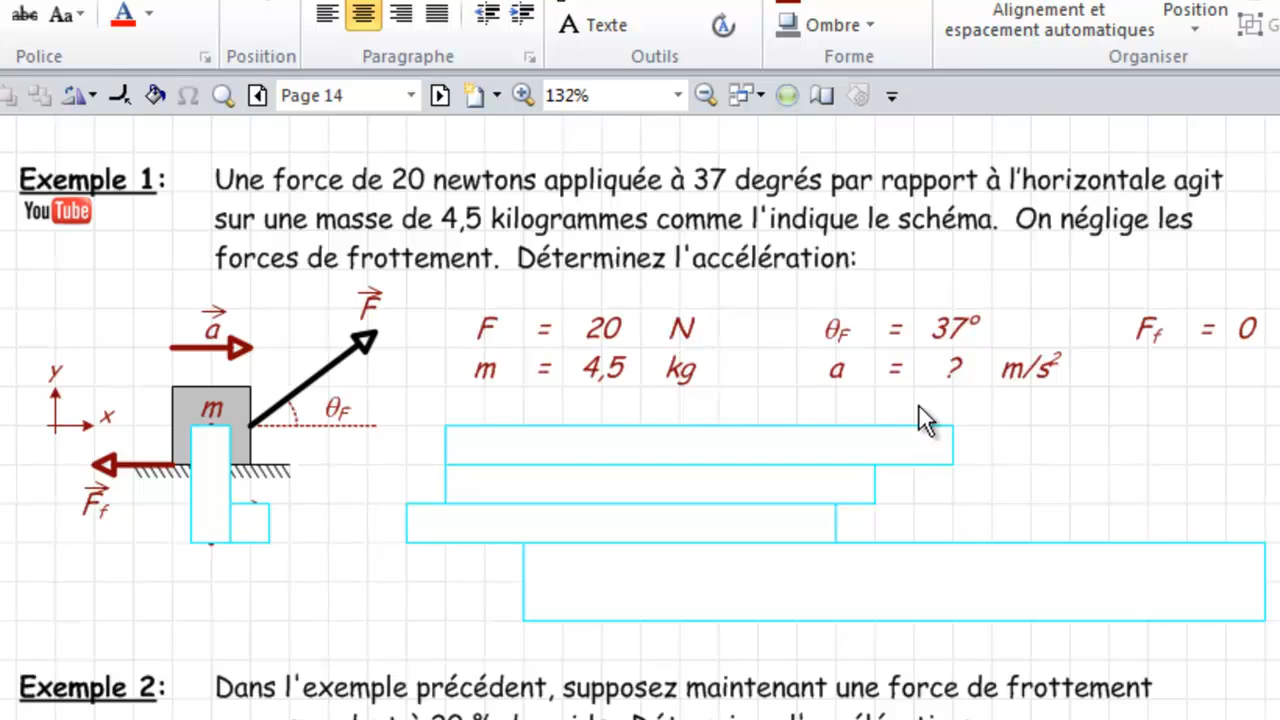 abc Aa A
A Texte
Ombre
Alignement et
espacement automatiques
Position
Police
Posiition
Paragraphe
Outils
Forme
Organiser
Page 14
132%
Exemple 1:
Une force de 20 newtons appliquée à 37 degrés par rapport à l'horizontale agit
YouTube
sur une masse de 4,5 kilogrammes comme l'indique le schéma. On néglige les
forces de frottement. Déterminez l'accélération:
F
a
F = 20 N θF = 37° Ff = 0
m = 4,5 kg a = ? m/s²
y
x
m
θF
Ff
Exemple 2:
Dans l'exemple précédent, supposez maintenant une force de frottement